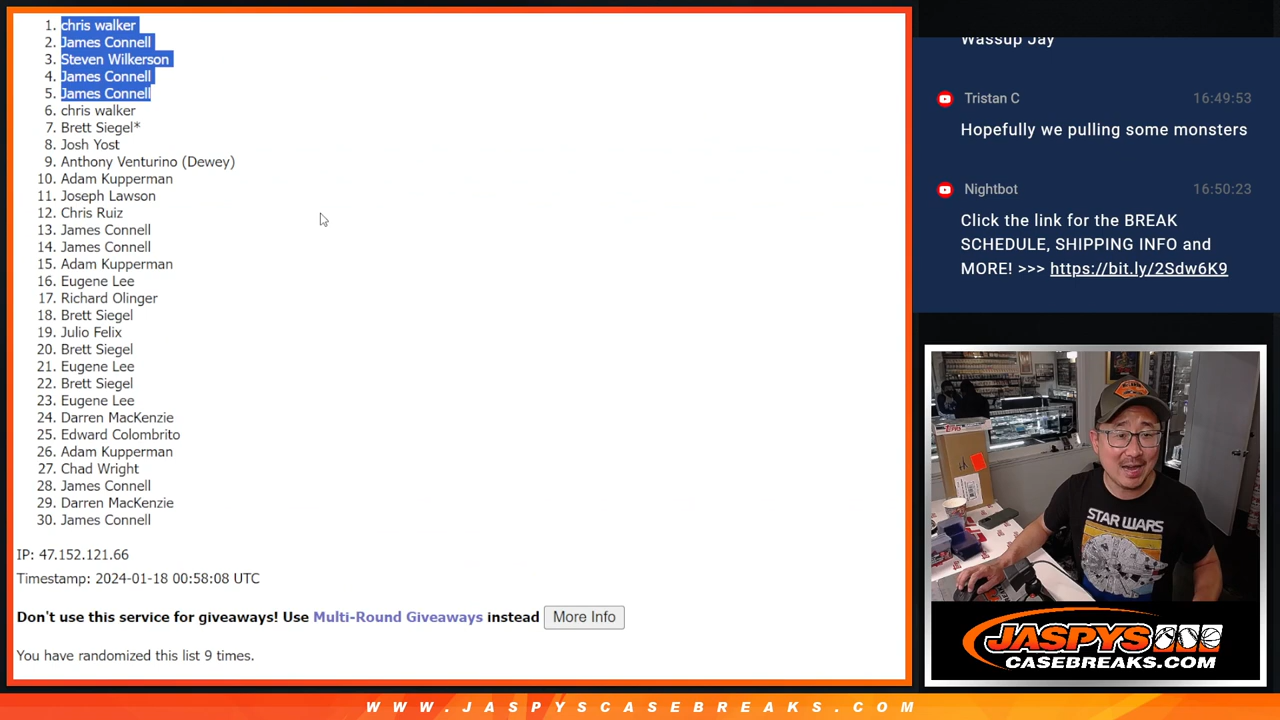 1. chris walker
2. James Connell
3. Steven Wilkerson
4. James Connell
5. James Connell
6. chris walker
7. Brett Siegel*
8. Josh Yost
9. Anthony Venturino (Dewey)
10. Adam Kupperman
11. Joseph Lawson
12. Chris Ruiz
13. James Connell
14. James Connell
15. Adam Kupperman
16. Eugene Lee
17. Richard Olinger
18. Brett Siegel
19. Julio Felix
20. Brett Siegel
21. Eugene Lee
22. Brett Siegel
23. Eugene Lee
24. Darren MacKenzie
25. Edward Colombrito
26. Adam Kupperman
27. Chad Wright
28. James Connell
29. Darren MacKenzie
30. James Connell
IP: 47.152.121.66
Timestamp: 2024-01-18 00:58:08 UTC
Don't use this service for giveaways! Use Multi-Round Giveaways instead More Info
You have randomized this list 9 times.
Wassup Jay
Tristan C 16:49:53
Hopefully we pulling some monsters
Nightbot 16:50:23
Click the link for the BREAK
SCHEDULE, SHIPPING INFO and
MORE! >>> https://bit.ly/2Sdw6K9
STAR WARS
JASPYS
CASEBREAKS.COM
WWW.JASPYSCASEBREAKS.COM